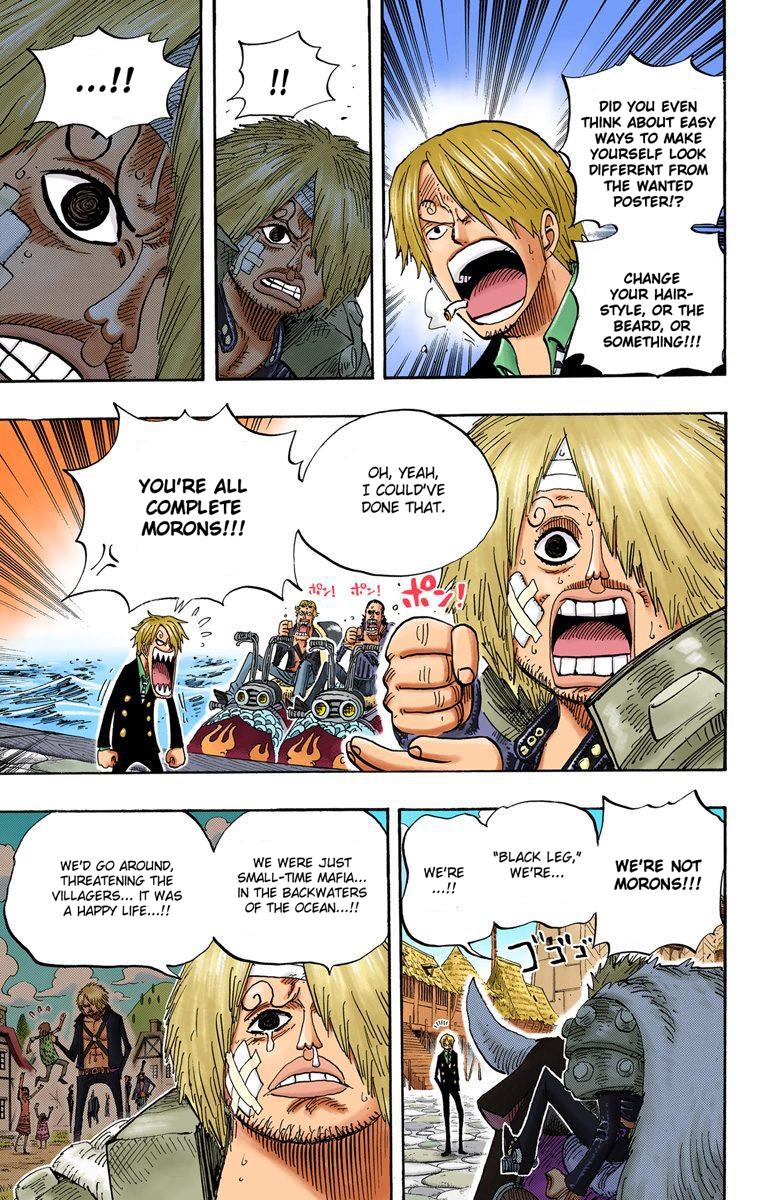 DID YOU EVEN
THINK ABOUT EASY
WAYS TO MAKE
YOURSELF LOOK
DIFFERENT FROM
THE WANTED
POSTER!?
CHANGE
YOUR HAIR-
STYLE, OR THE
BEARD, OR
SOMETHING!!!
!!
...!!
OH, YEAH,
I COULD'VE
DONE THAT.
ポン!
ポン!
ポン!
YOU'RE ALL
COMPLETE
MORONS!!!
WE'RE NOT
MORONS!!!
"BLACK LEG,"
WE'RE...
WE'RE
...!!
ゴゴゴゴ
WE WERE JUST
SMALL-TIME MAFIA...
IN THE BACKWATERS
OF THE OCEAN...!!
WE'D GO AROUND,
THREATENING THE
VILLAGERS... IT WAS
A HAPPY LIFE...!!